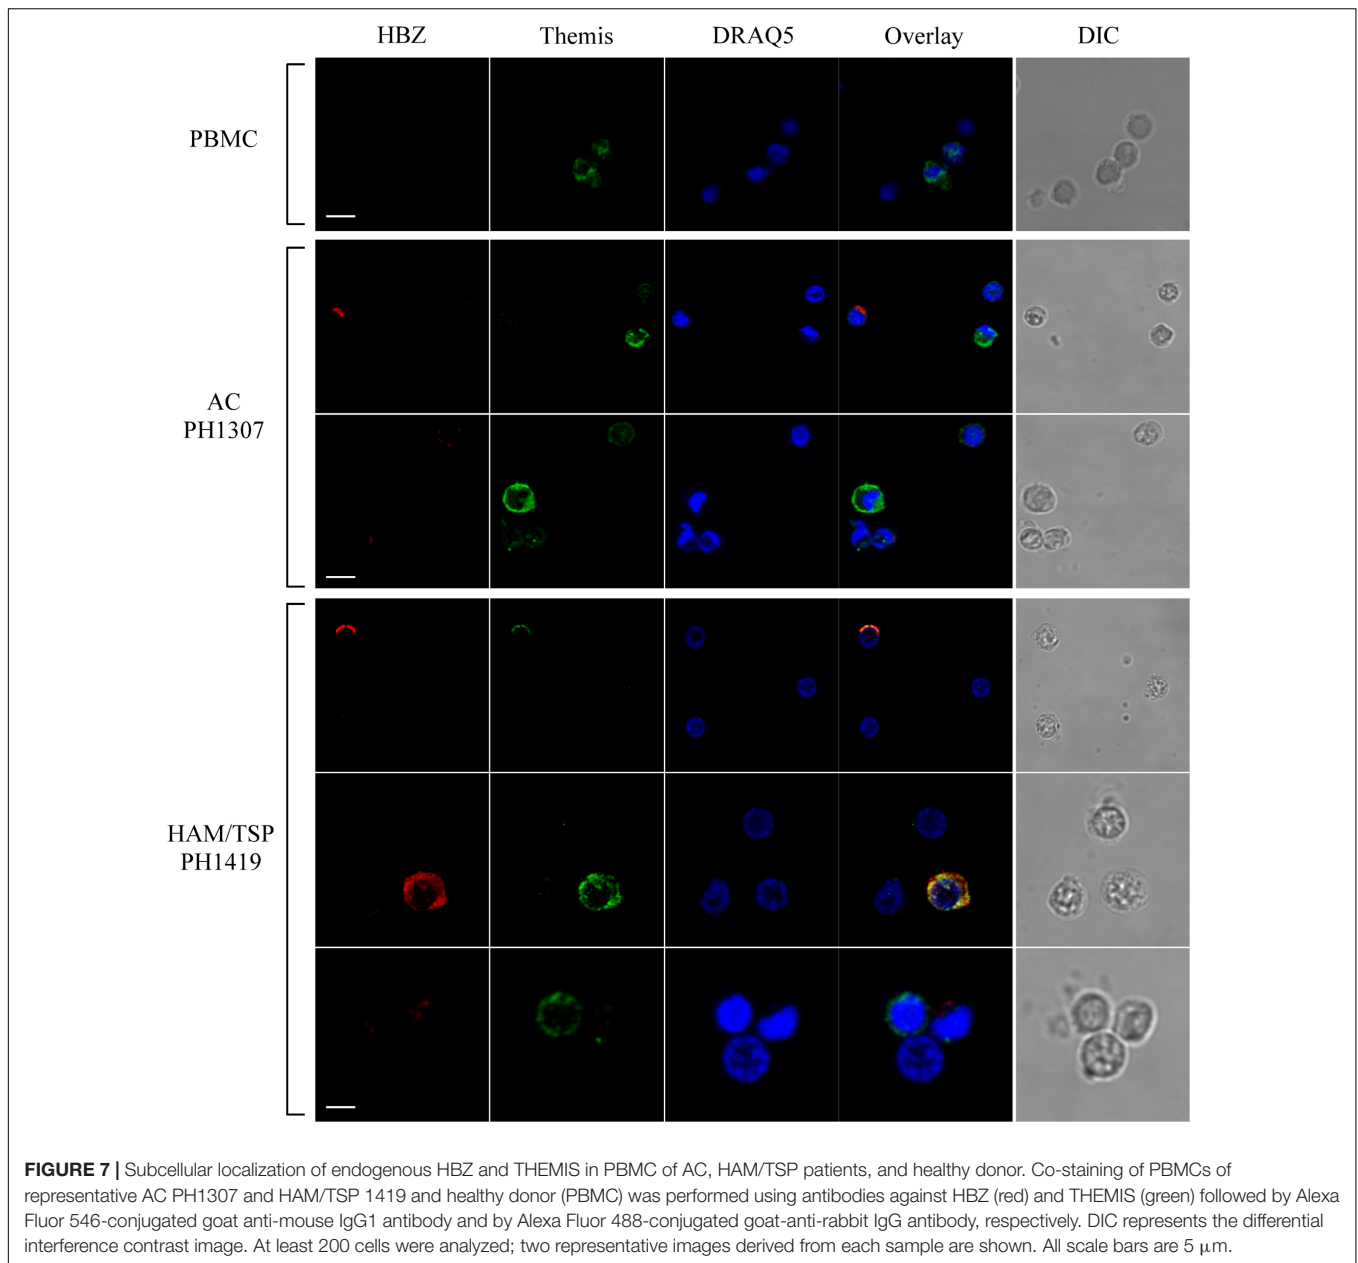 HBZ Themis DRAQ5 Overlay DIC
PBMC
AC
PH1307
HAM/TSP
PH1419
FIGURE 7 | Subcellular localization of endogenous HBZ and THEMIS in PBMC of AC, HAM/TSP patients, and healthy donor. Co-staining of PBMCs of
representative AC PH1307 and HAM/TSP 1419 and healthy donor (PBMC) was performed using antibodies against HBZ (red) and THEMIS (green) followed by Alexa
Fluor 546-conjugated goat anti-mouse IgG1 antibody and by Alexa Fluor 488-conjugated goat-anti-rabbit IgG antibody, respectively. DIC represents the differential
interference contrast image. At least 200 cells were analyzed; two representative images derived from each sample are shown. All scale bars are 5 μm.